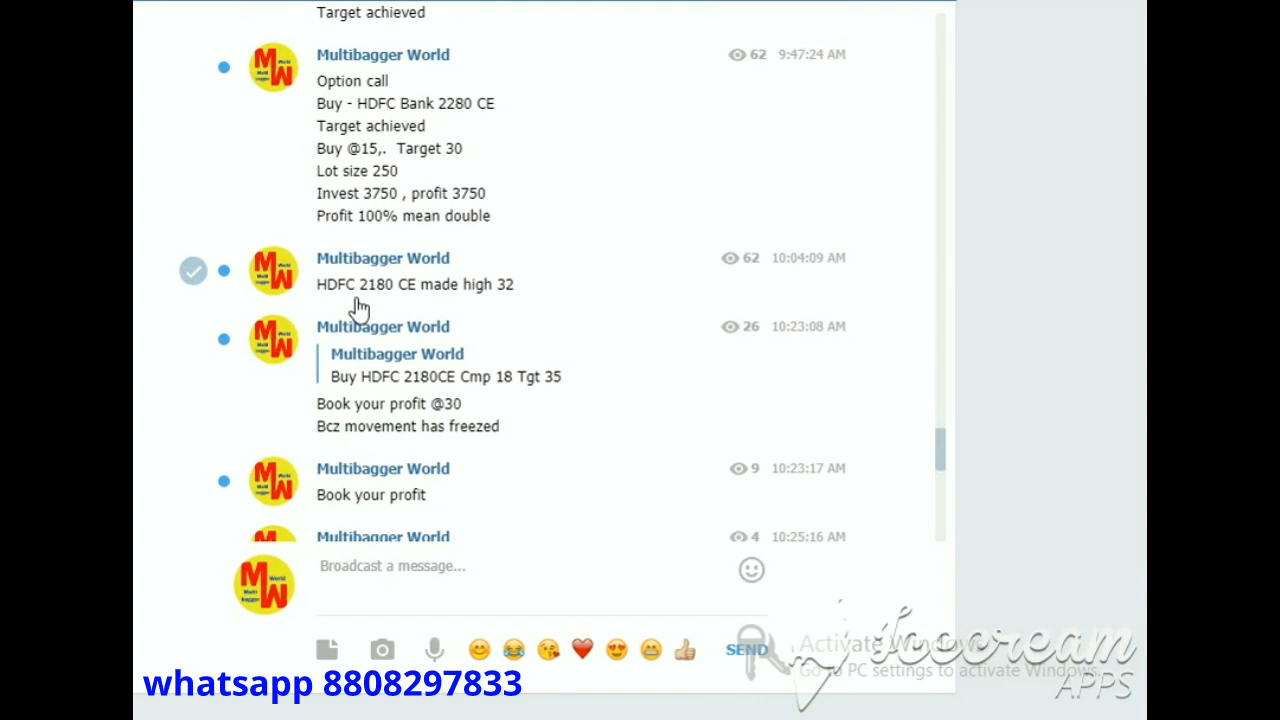 Target achieved
Multibagger World 62 9:47:24 AM
Option call
Buy - HDFC Bank 2280 CE
Target achieved
Buy @15,. Target 30
Lot size 250
Invest 3750 , profit 3750
Profit 100% mean double
Multibagger World 62 10:04:09 AM
HDFC 2180 CE made high 32
Multibagger World 26 10:23:08 AM
Multibagger World
Buy HDFC 2180CE Cmp 18 Tgt 35
Book your profit @30
Bcz movement has freezed
Multibagger World 9 10:23:17 AM
Book your profit
Multibagger World 4 10:25:16 AM
Broadcast a message...
SEND
Activate Windows
Go to PC settings to activate Windows.
Icecream
APPS
whatsapp 8808297833